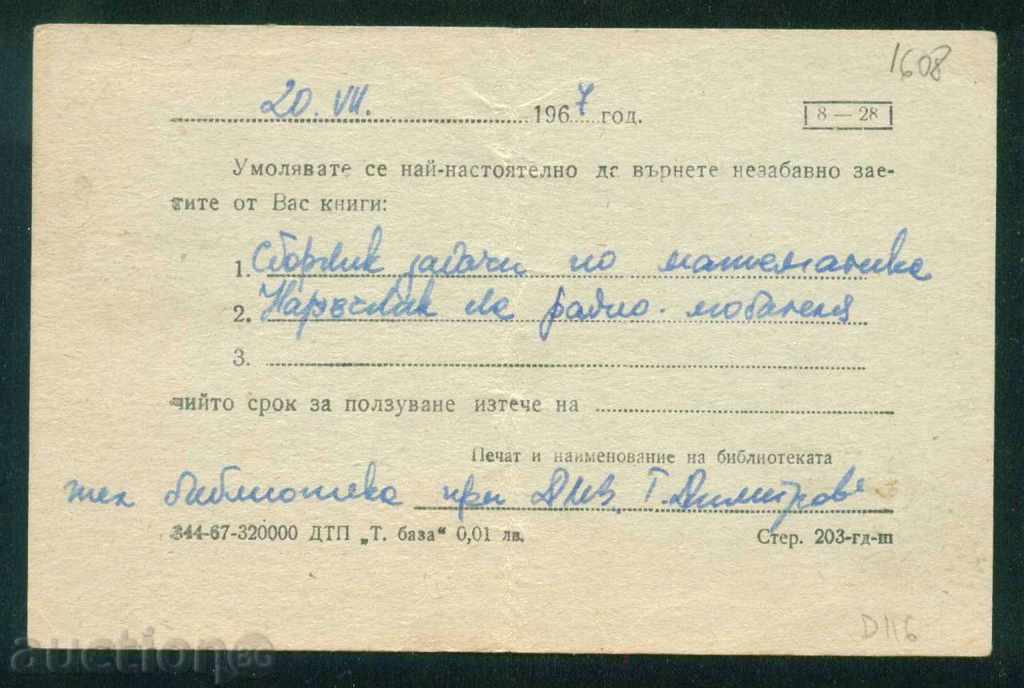 1608
20. VII. 1967 год.
8 — 28
Умолявате се най-настоятелно да върнете незабавно зае-
тите от Вас книги:
1. Сборник задачи по математика
2. Наръчник на радио-любителя
3.
чийто срок за ползуване изтече на
Печат и наименование на библиотеката
тех библиотека при ДИВ. Г. Димитров
344-67-320000 ДТП „Т. база“ 0,01 лв.
Стер. 203-гд-ш
D116
auction BG